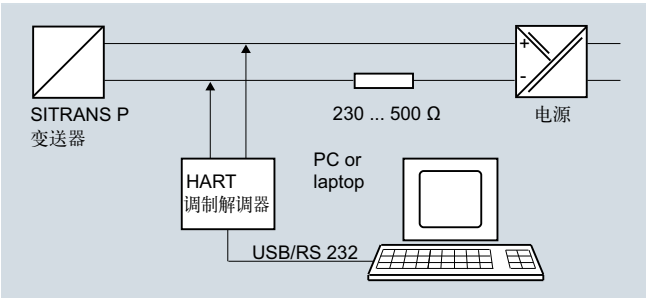 +
-
SITRANS P
变送器
230 ... 500 Ω
电源
PC or
laptop
HART
调制解调器
USB/RS 232